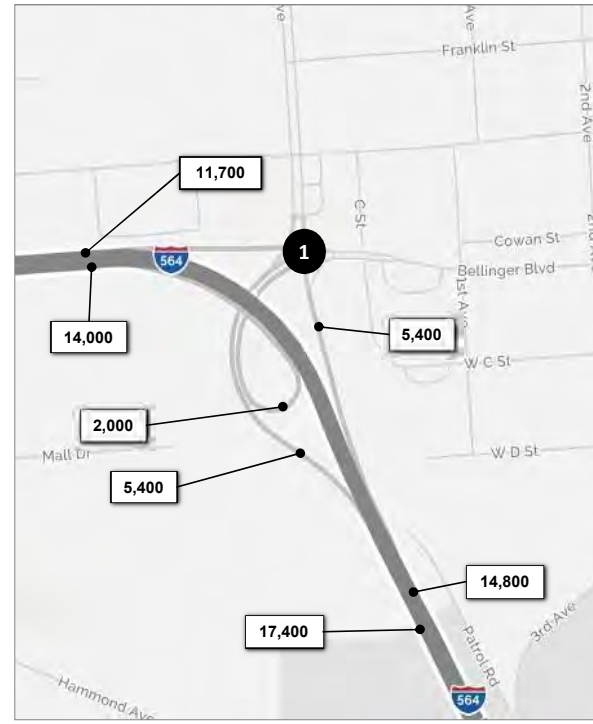 Ave
Ave
Franklin St
2nd Ave
11,700
C St
1
Cowan St
564
Bellinger Blvd
1st Ave
14,000
5,400
W C St
2,000
Mall Dr
W D St
5,400
14,800
17,400
3rd Ave
Patrol Rd
Hammond Ave
564